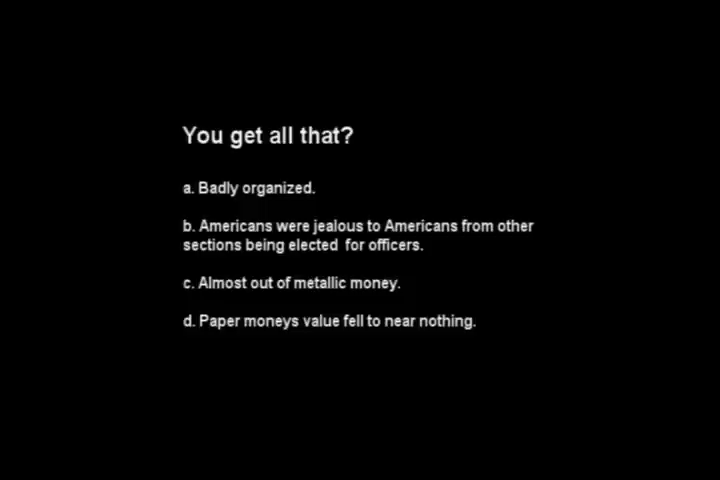 You get all that?
a. Badly organized.
b. Americans were jealous to Americans from other
sections being elected  for officers.
c. Almost out of metallic money.
d. Paper moneys value fell to near nothing.